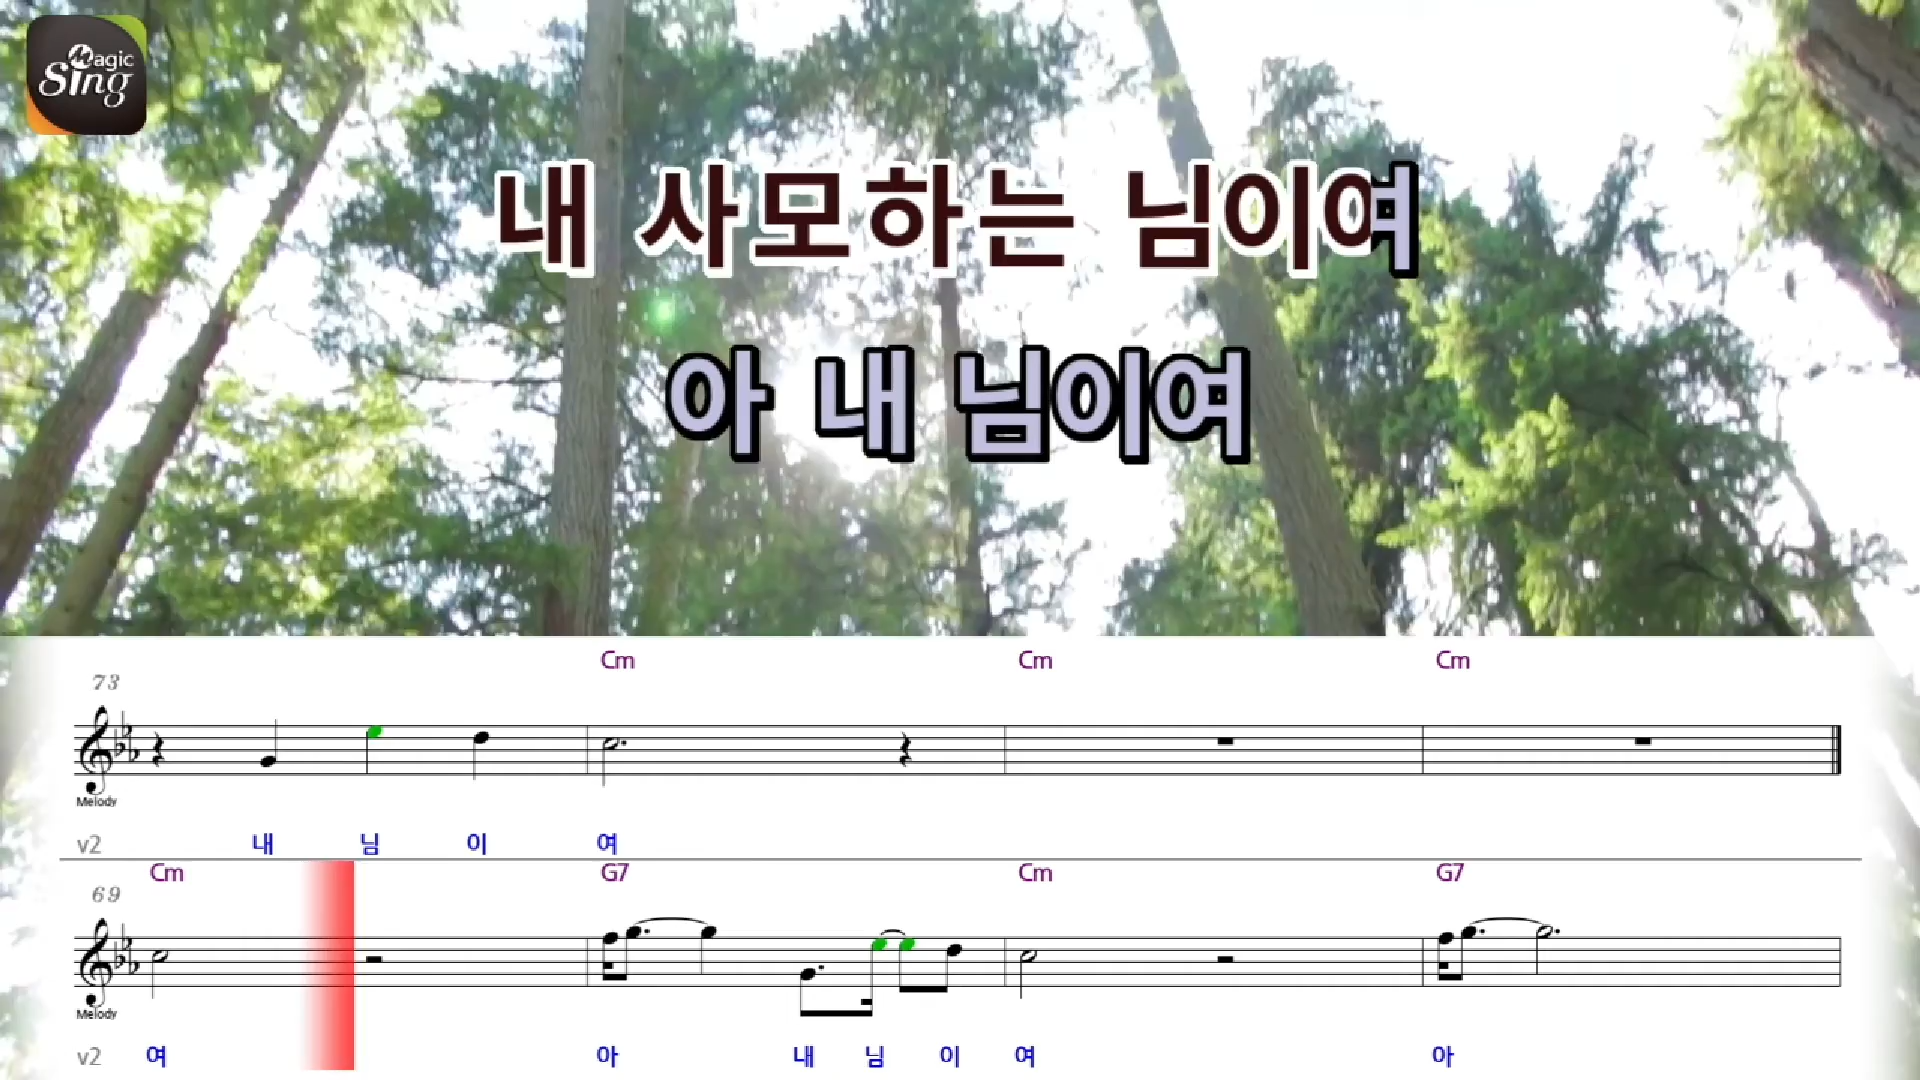 Magic
Sing
내 사모하는 님이여
아 내 님이여
Cm Cm Cm
73
Melody
v2 내 님 이 여
Cm G7 Cm G7
69
Melody
v2 여 아 내 님 이 여 아